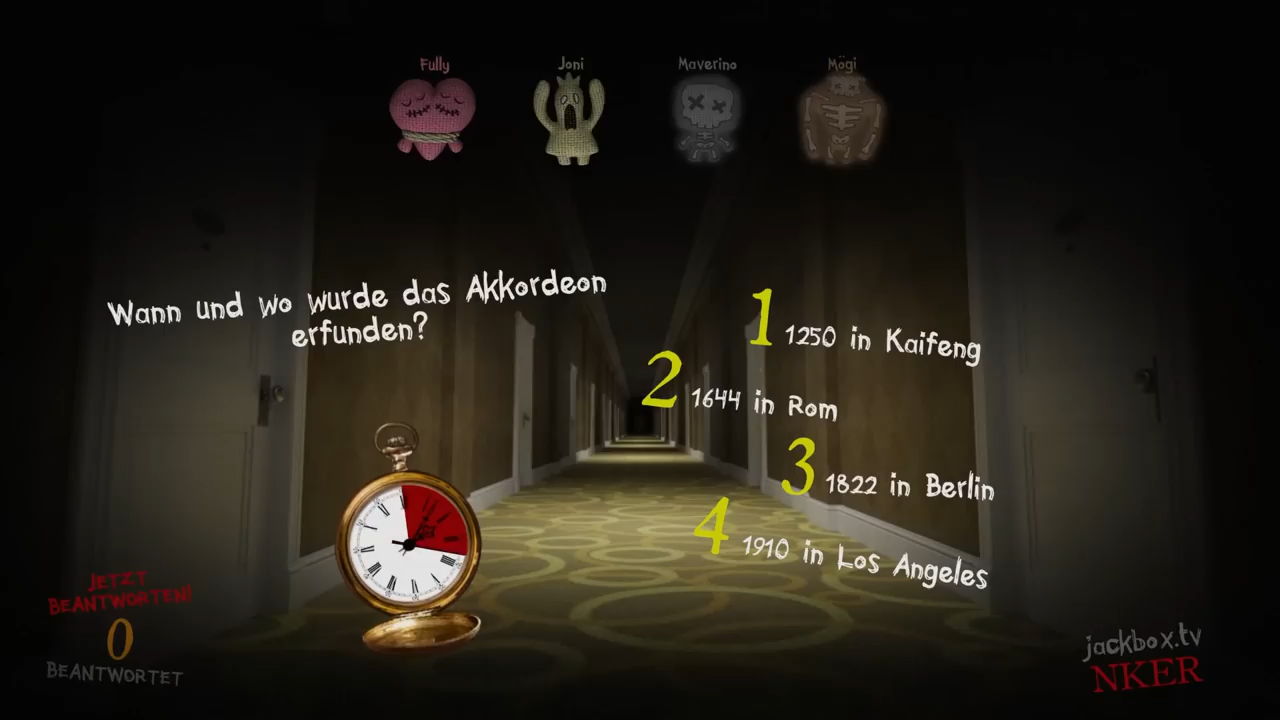 Fully
Joni
Maverino
Mögi
Wann und wo wurde das Akkordeon
erfunden?
1 1250 in Kaifeng
2 1644 in Rom
3 1822 in Berlin
4 1910 in Los Angeles
JETZT
BEANTWORTEN!
0
BEANTWORTET
jackbox.tv
NKER